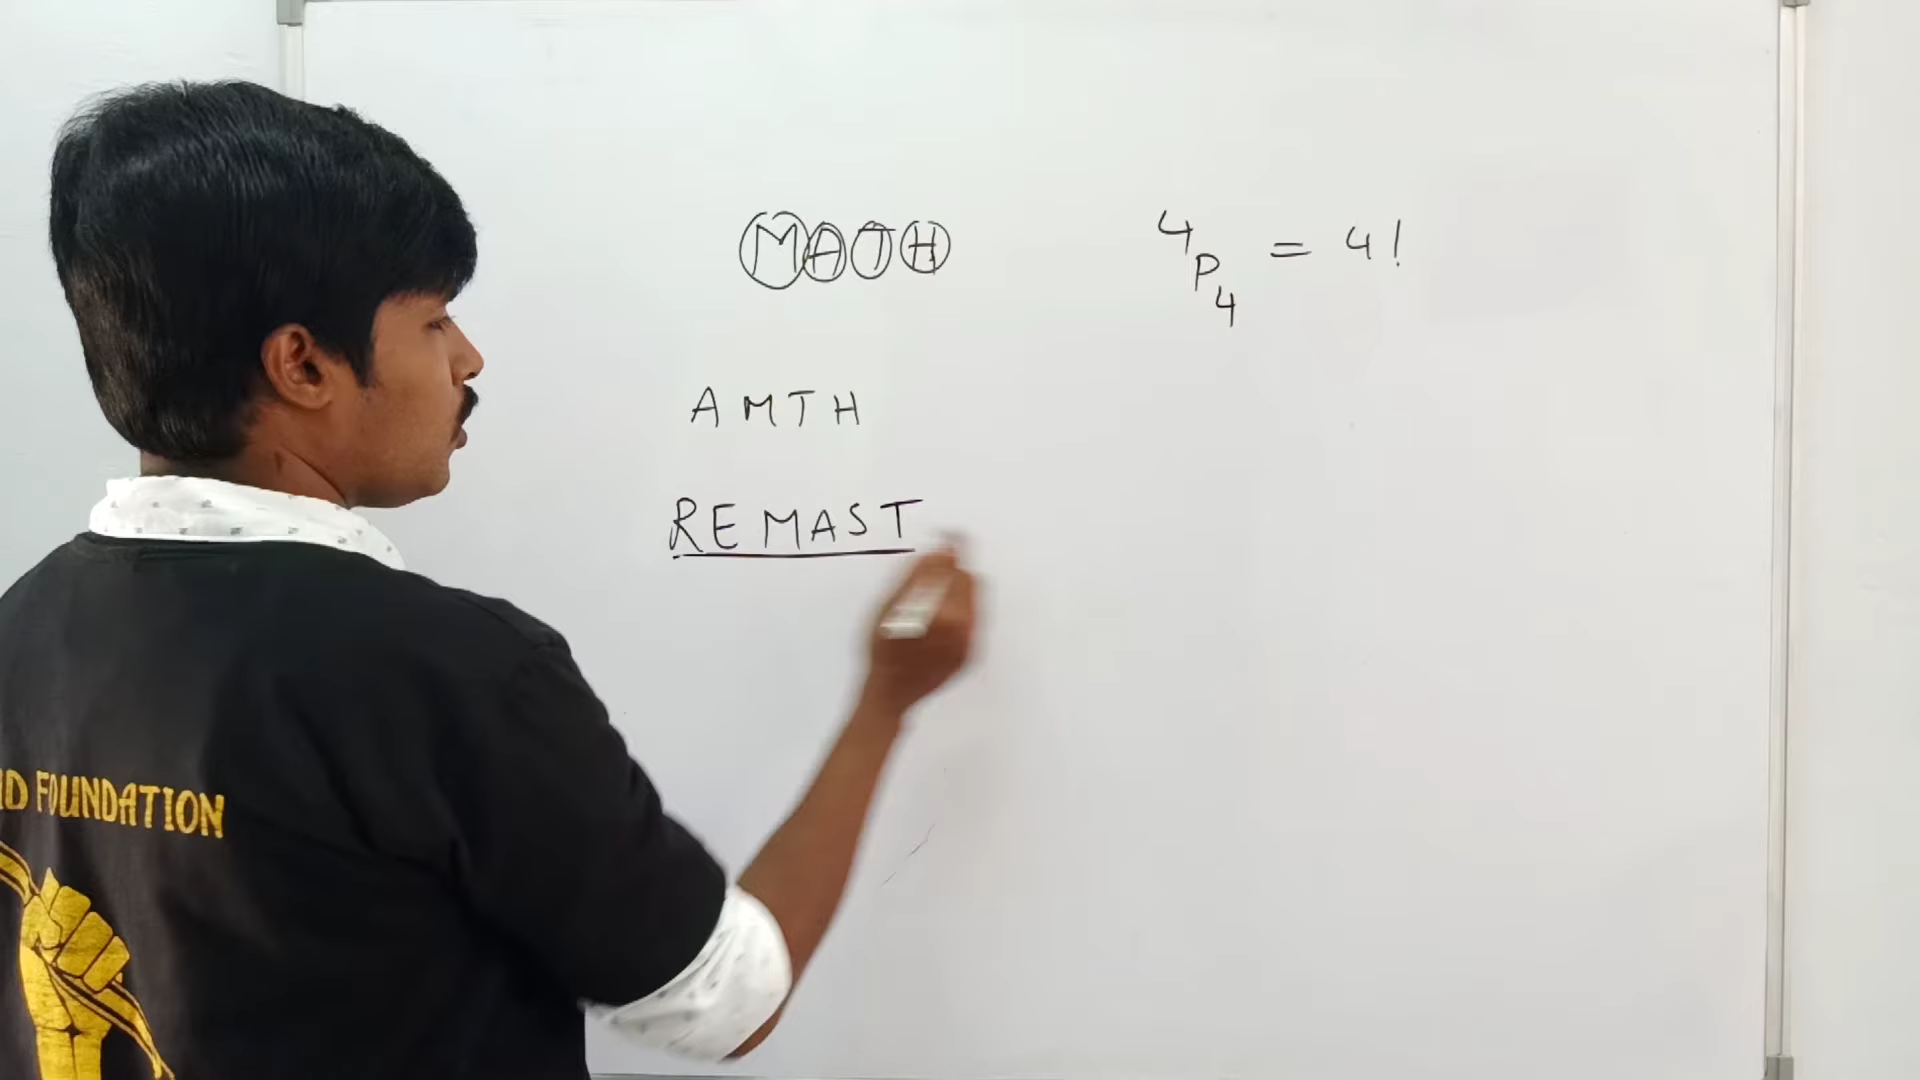 MATH
4P4 = 4!
AMTH
REMAST
FOUNDATION